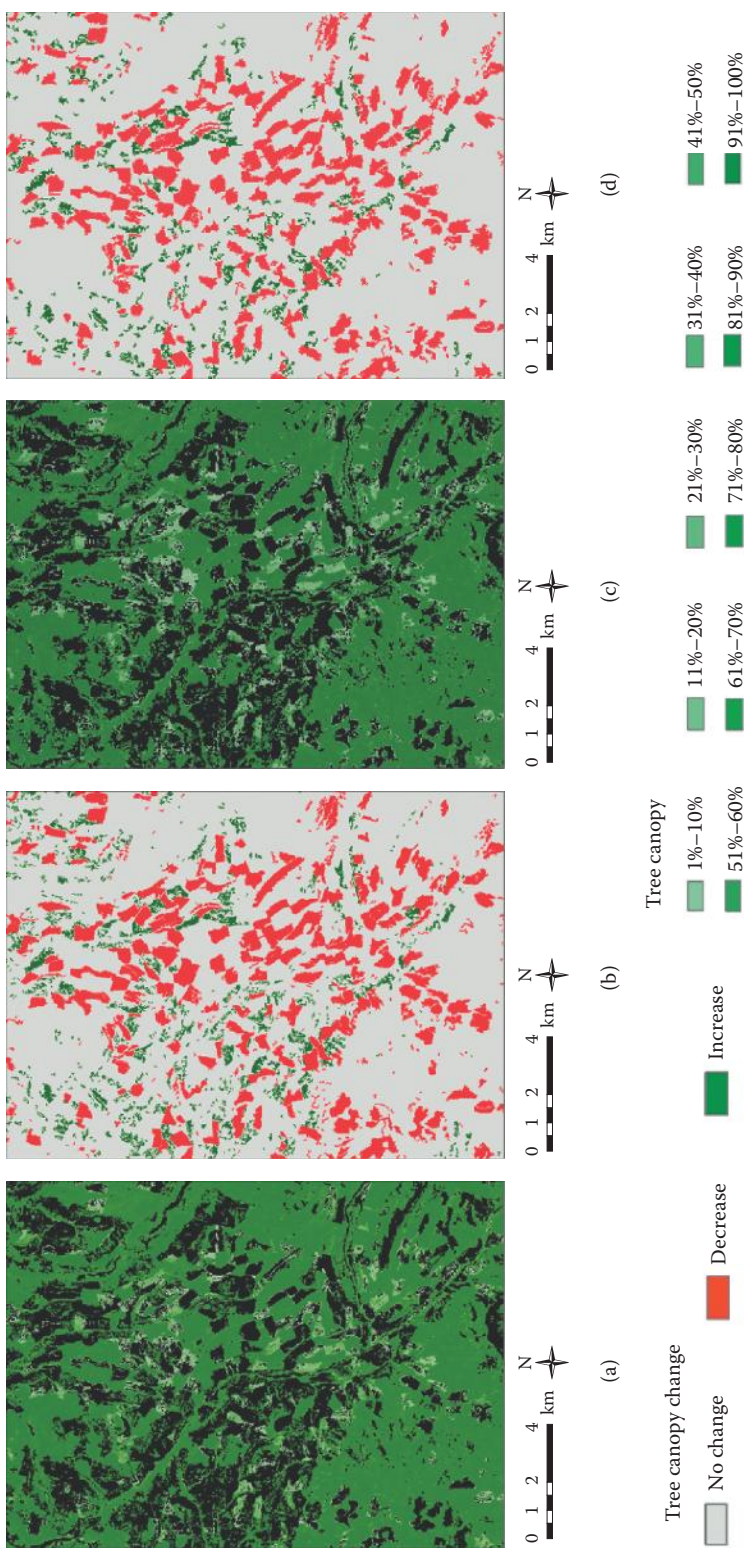 N
0 1 2 4 km
(a)
N
0 1 2 4 km
(b)
N
0 1 2 4 km
(c)
N
0 1 2 4 km
(d)
Tree canopy change
No change
Decrease
Increase
Tree canopy
1%–10%
11%–20%
21%–30%
31%–40%
41%–50%
51%–60%
61%–70%
71%–80%
81%–90%
91%–100%